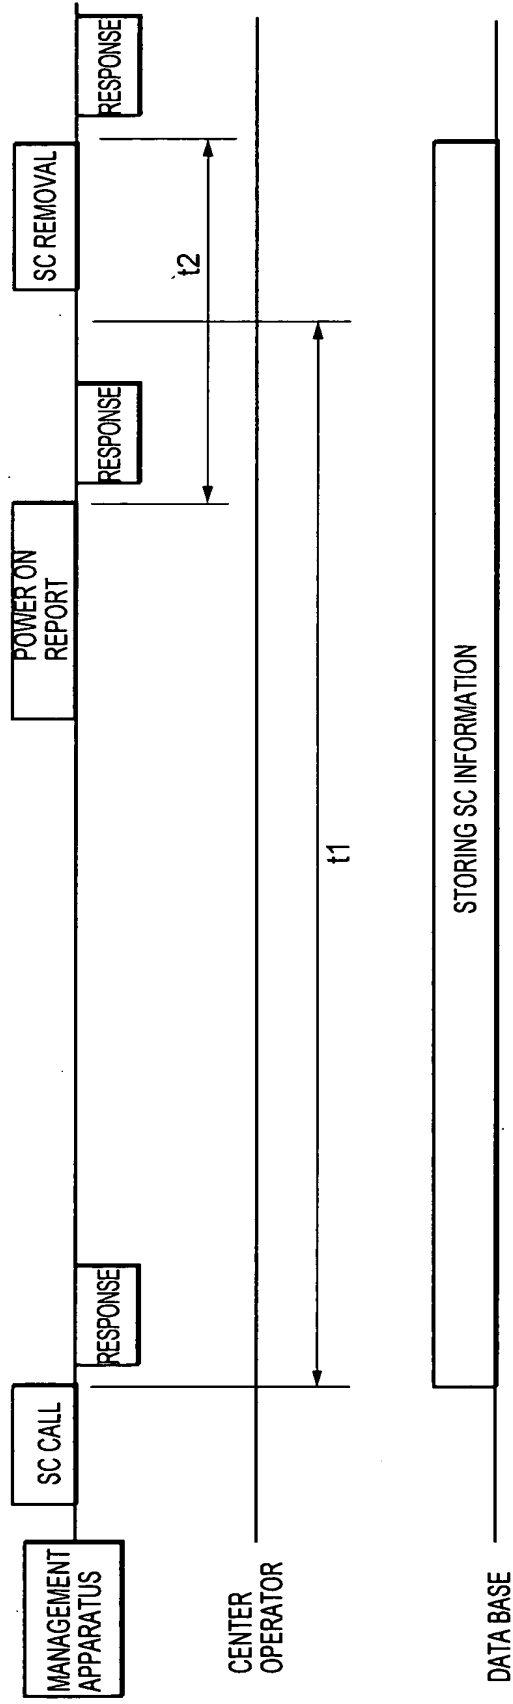 MANAGEMENT
APPARATUS
SC CALL
RESPONSE
POWER ON
REPORT
RESPONSE
SC REMOVAL
RESPONSE
t2
CENTER
OPERATOR
t1
STORING SC INFORMATION
DATA BASE